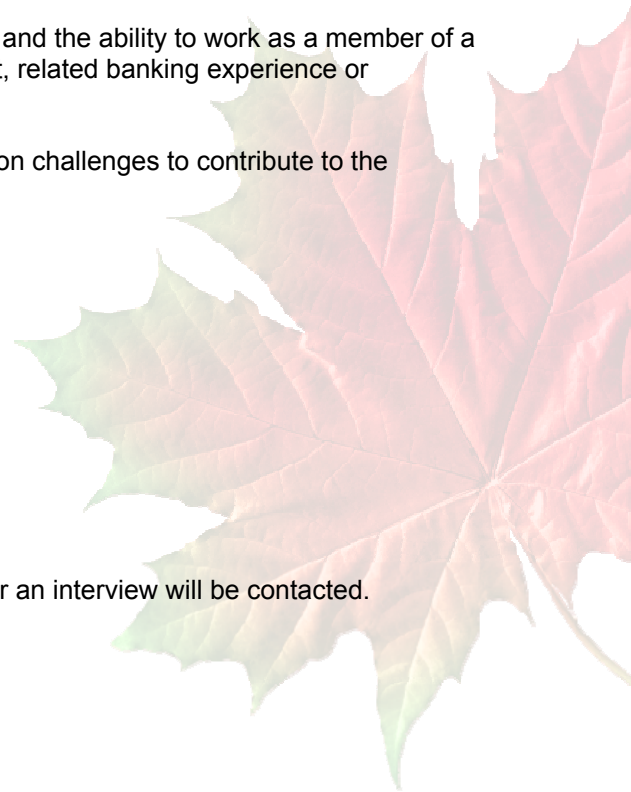 and the ability to work as a member of a
, related banking experience or
on challenges to contribute to the
an interview will be contacted.